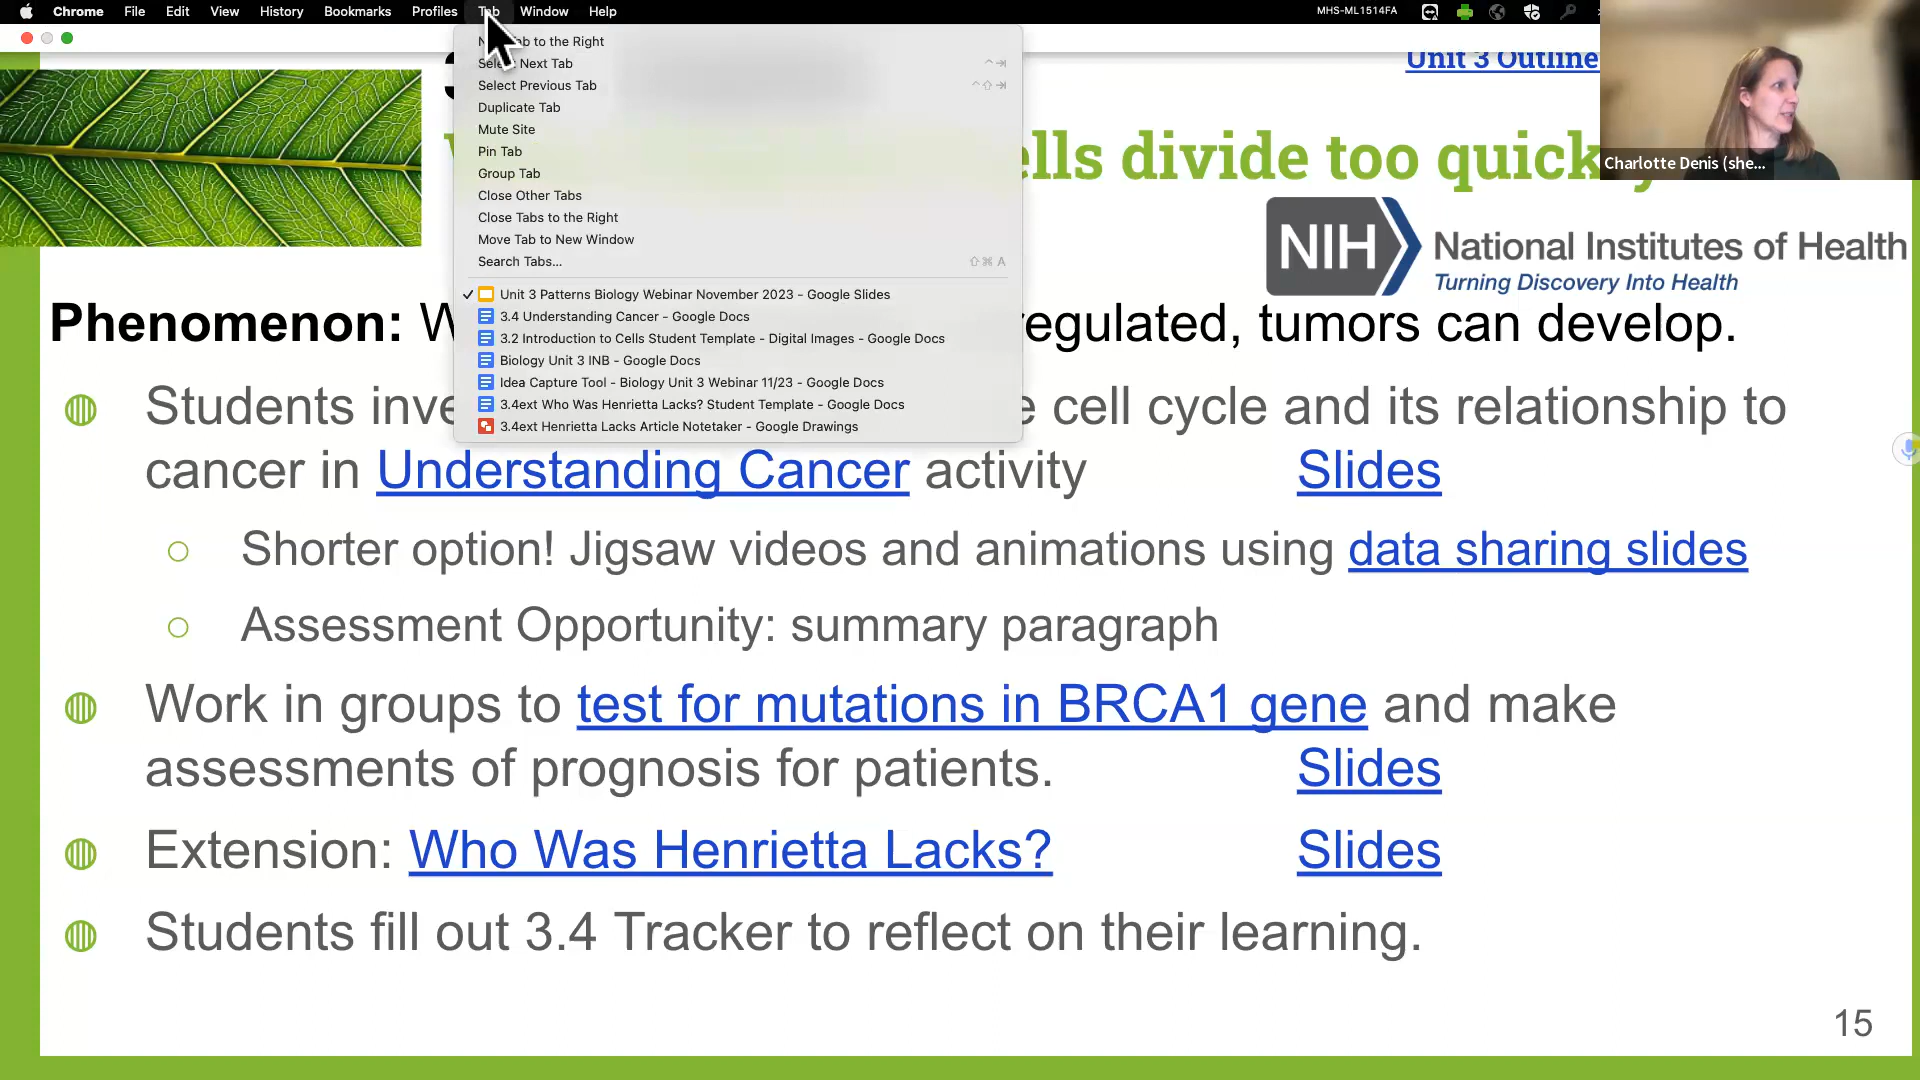 Chrome File Edit View History Bookmarks Profiles Tab Window Help MHS-ML1514FA
Tab to the Right
Select Next Tab
Select Previous Tab
Duplicate Tab
Mute Site
Pin Tab
Group Tab
Close Other Tabs
Close Tabs to the Right
Move Tab to New Window
Search Tabs... ⇧⌘ A
✓ Unit 3 Patterns Biology Webinar November 2023 - Google Slides
3.4 Understanding Cancer - Google Docs
3.2 Introduction to Cells Student Template - Digital Images - Google Docs
Biology Unit 3 INB - Google Docs
Idea Capture Tool - Biology Unit 3 Webinar 11/23 - Google Docs
3.4ext Who Was Henrietta Lacks? Student Template - Google Docs
3.4ext Henrietta Lacks Article Notetaker - Google Drawings
Unit 3 Outline
Charlotte Denis (she...
ells divide too quick
NIH National Institutes of Health
Turning Discovery Into Health
Phenomenon: W egulated, tumors can develop.
Students inve e cell cycle and its relationship to
cancer in Understanding Cancer activity Slides
Shorter option! Jigsaw videos and animations using data sharing slides
Assessment Opportunity: summary paragraph
Work in groups to test for mutations in BRCA1 gene and make
assessments of prognosis for patients. Slides
Extension: Who Was Henrietta Lacks? Slides
Students fill out 3.4 Tracker to reflect on their learning.
15